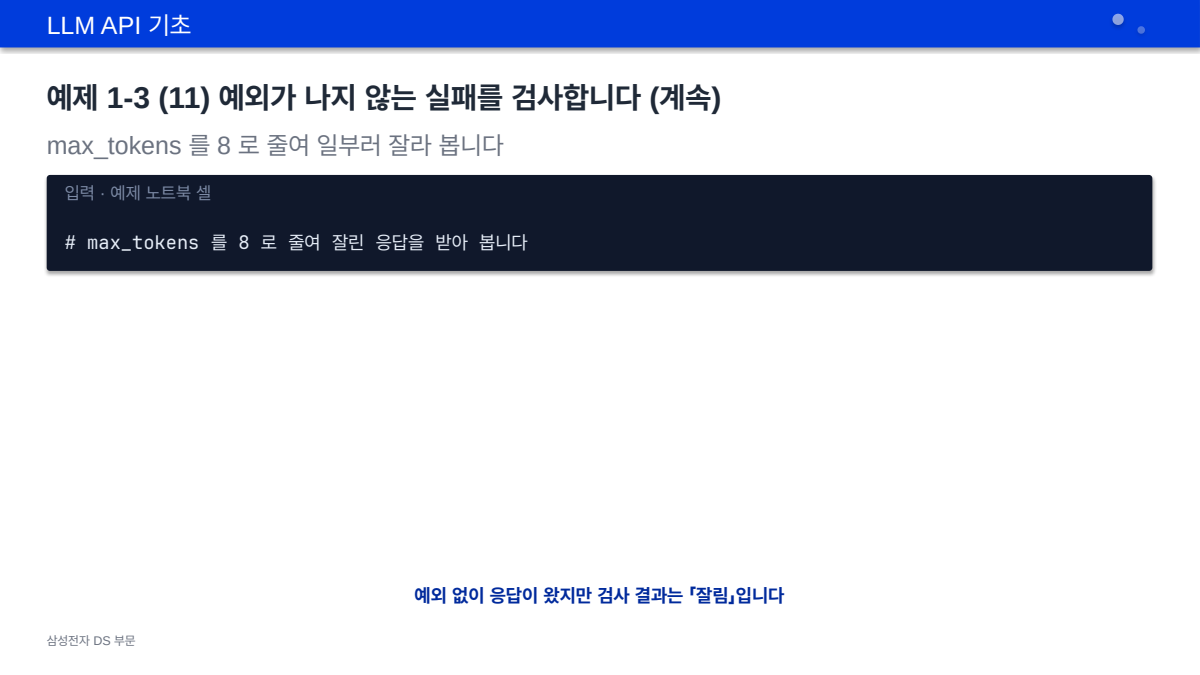 LLM API 기초
예제 1-3 (11) 예외가 나지 않는 실패를 검사합니다 (계속)
max_tokens 를 8 로 줄여 일부러 잘라 봅니다
입력 · 예제 노트북 셀
# max_tokens 를 8 로 줄여 잘린 응답을 받아 봅니다
예외 없이 응답이 왔지만 검사 결과는 「잘림」입니다
삼성전자 DS 부문